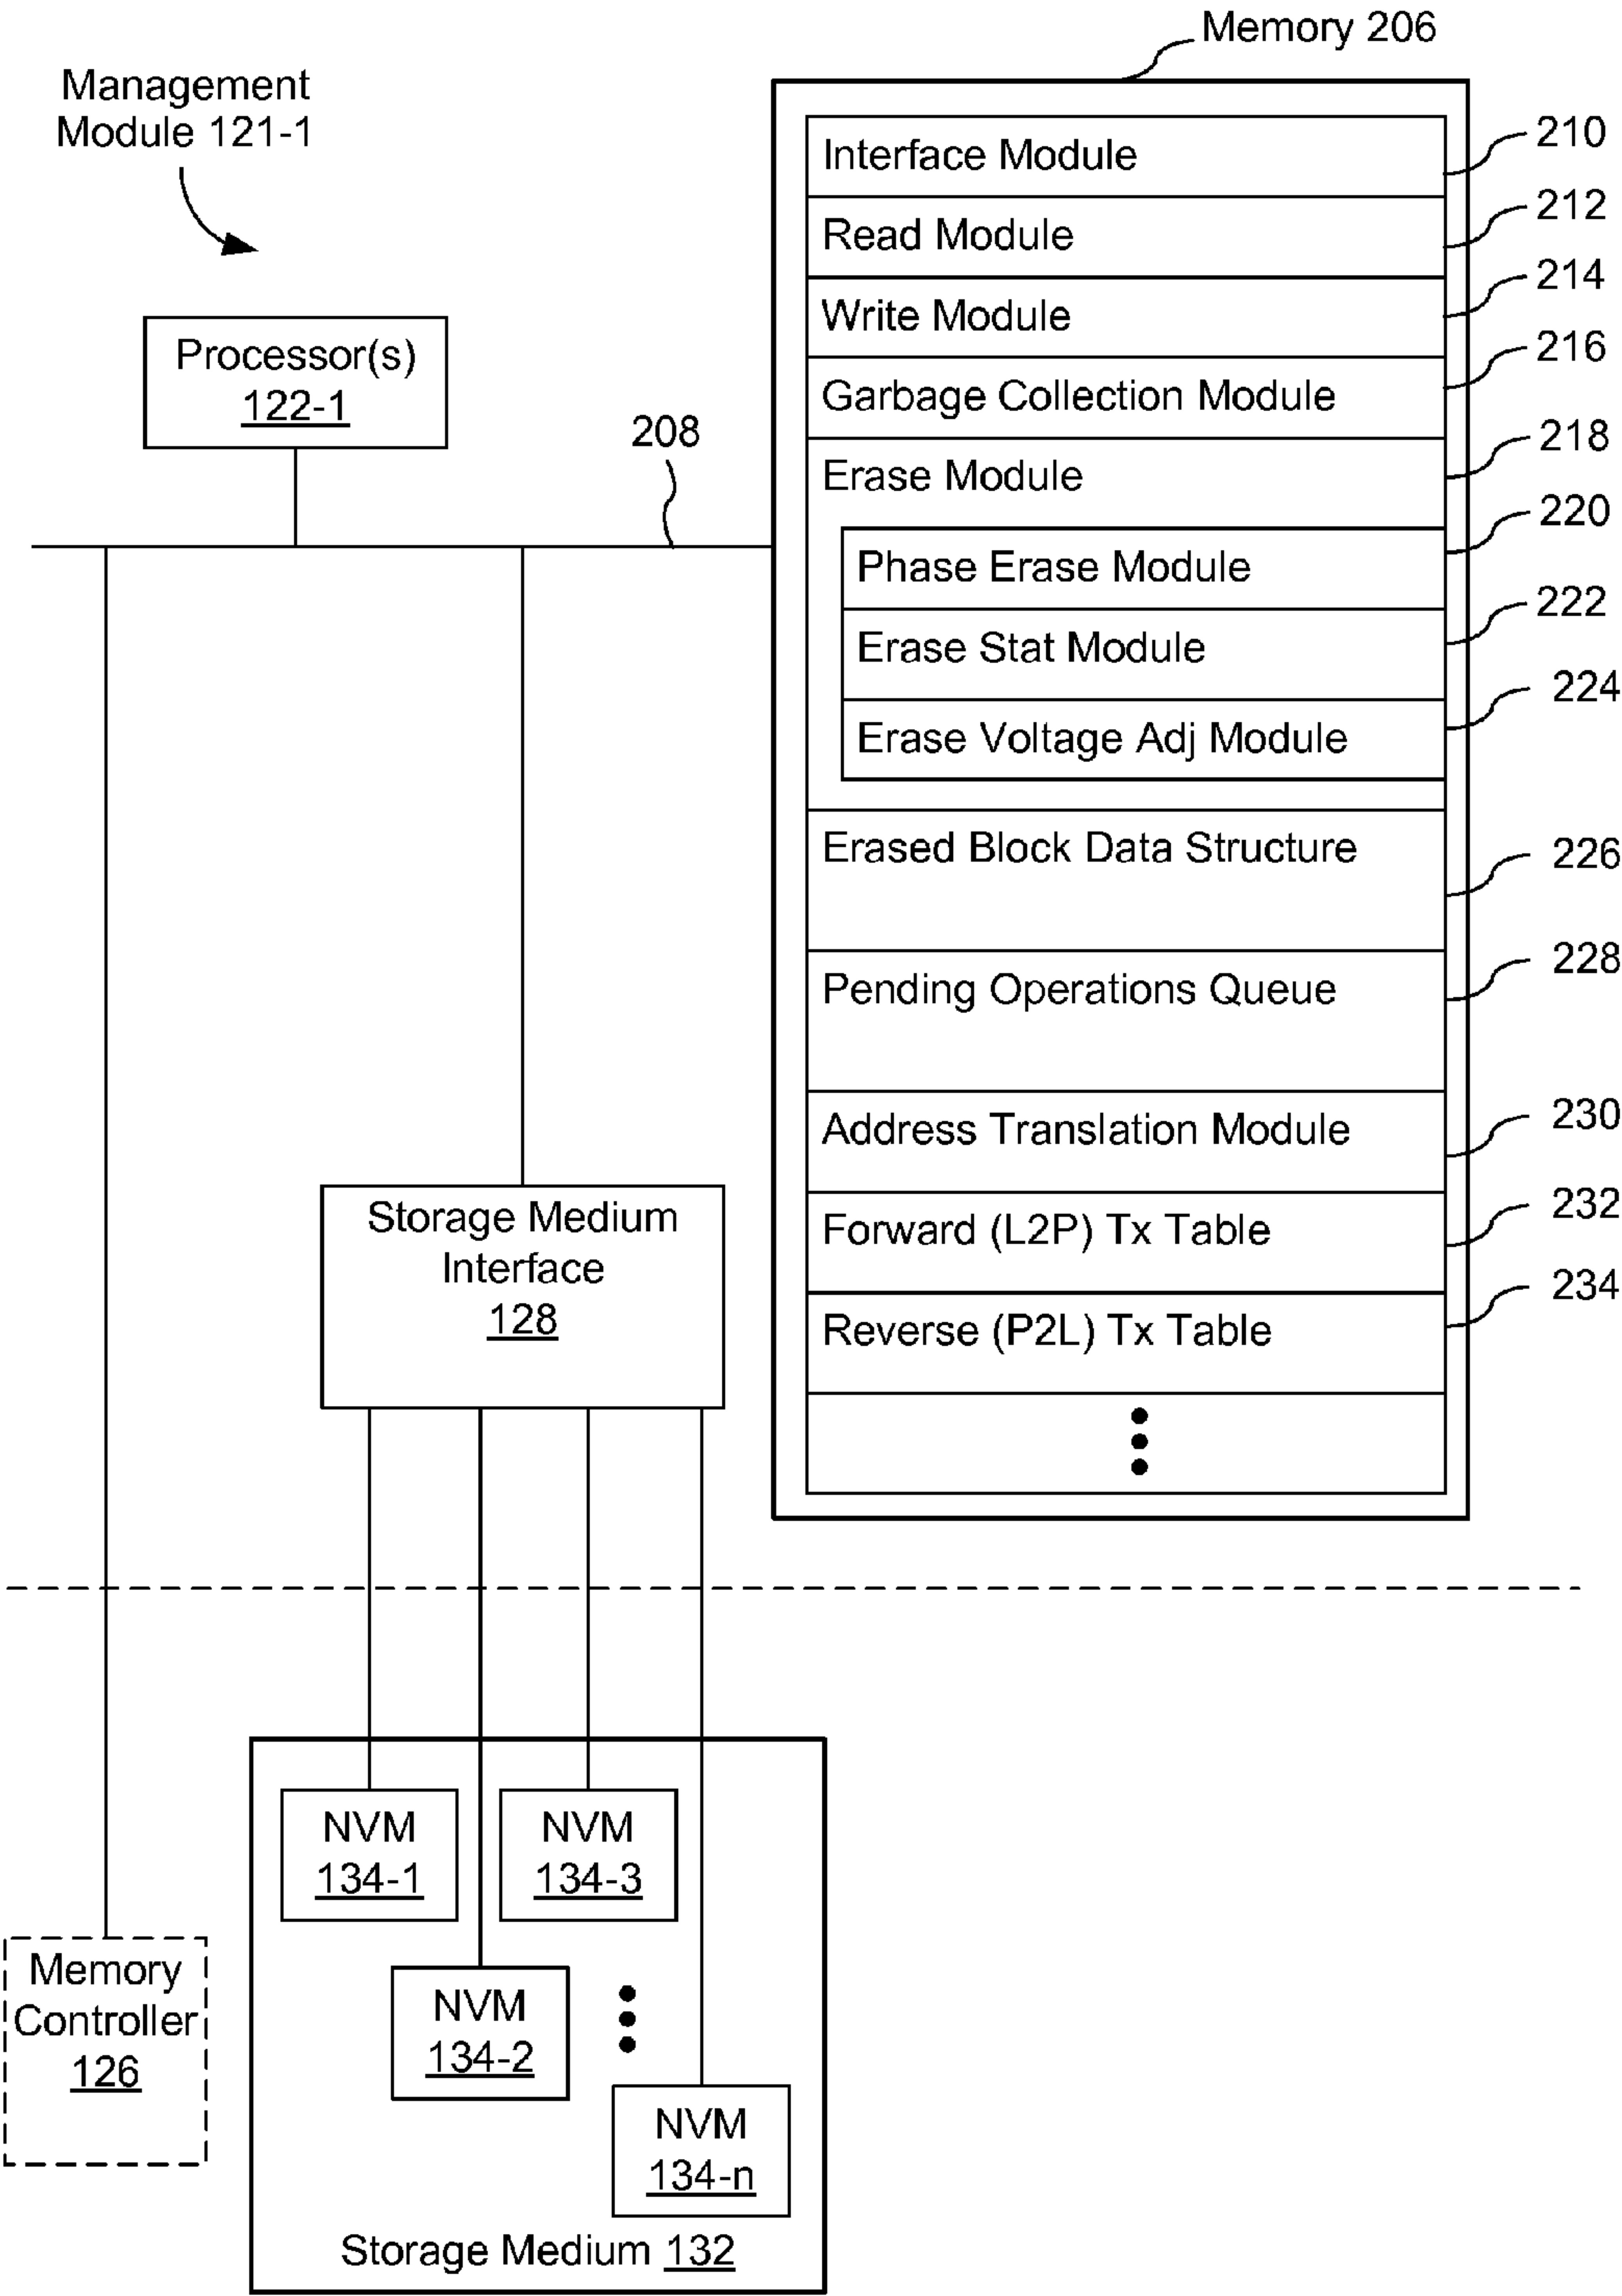 Memory 206
Management
Module 121-1
Interface Module
210
Read Module
212
Write Module
214
Garbage Collection Module
216
Erase Module
218
Phase Erase Module
220
Erase Stat Module
222
Erase Voltage Adj Module
224
Erased Block Data Structure
226
Pending Operations Queue
228
Address Translation Module
230
Forward (L2P) Tx Table
232
Reverse (P2L) Tx Table
234
Processor(s)
122-1
208
Storage Medium
Interface
128
NVM
134-1
NVM
134-3
NVM
134-2
NVM
134-n
Storage Medium 132
Memory
Controller
126